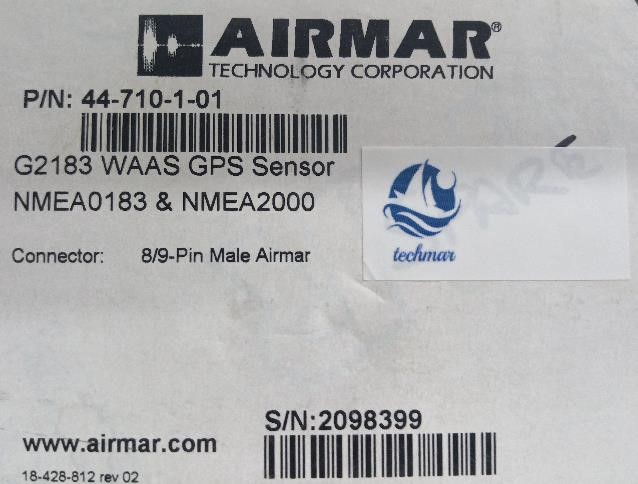 AIRMAR®
TECHNOLOGY CORPORATION
P/N: 44-710-1-01
G2183 WAAS GPS Sensor
NMEA0183 & NMEA2000
techmar
Connector: 8/9-Pin Male Airmar
S/N:2098399
www.airmar.com
18-428-812 rev 02